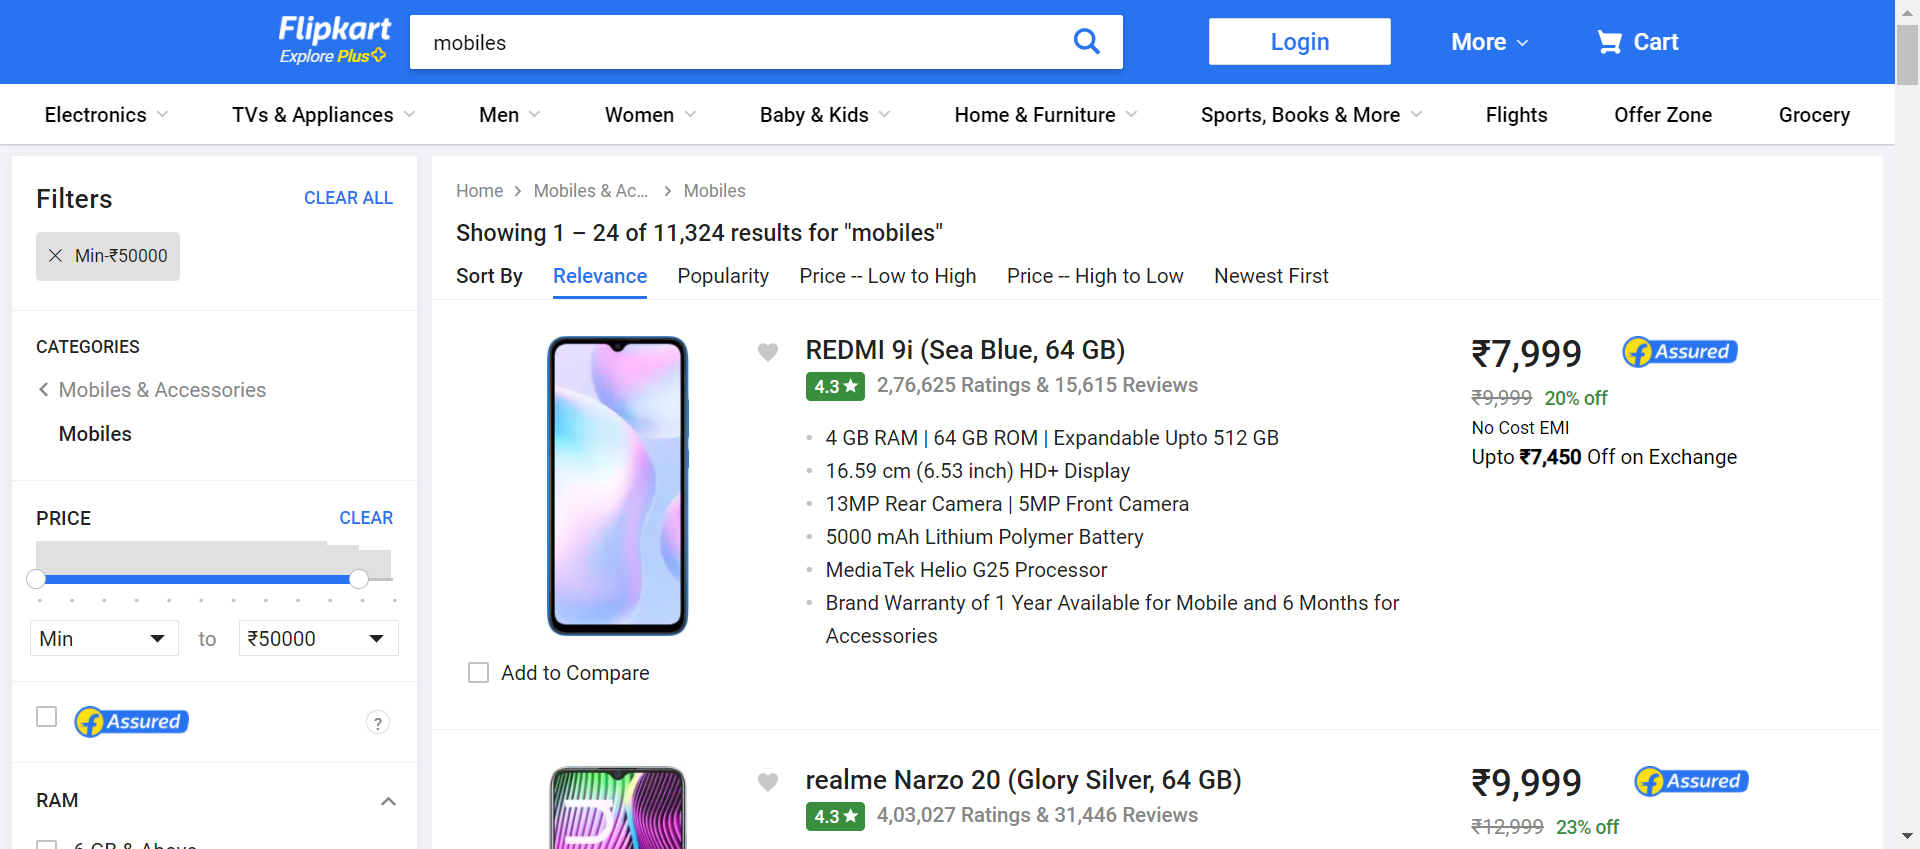 Flipkart
Explore Plus
mobiles
Login
More
Cart
Electronics
TVs & Appliances
Men
Women
Baby & Kids
Home & Furniture
Sports, Books & More
Flights
Offer Zone
Grocery
Filters
CLEAR ALL
Min-₹50000
CATEGORIES
Mobiles & Accessories
Mobiles
PRICE
CLEAR
Min
to
₹50000
Assured
?
RAM
6 GB & Above
Home
Mobiles & Ac...
Mobiles
Showing 1 – 24 of 11,324 results for "mobiles"
Sort By
Relevance
Popularity
Price -- Low to High
Price -- High to Low
Newest First
REDMI 9i (Sea Blue, 64 GB)
4.3 ★
2,76,625 Ratings & 15,615 Reviews
4 GB RAM | 64 GB ROM | Expandable Upto 512 GB
16.59 cm (6.53 inch) HD+ Display
13MP Rear Camera | 5MP Front Camera
5000 mAh Lithium Polymer Battery
MediaTek Helio G25 Processor
Brand Warranty of 1 Year Available for Mobile and 6 Months for
Accessories
Add to Compare
₹7,999
Assured
₹9,999 20% off
No Cost EMI
Upto ₹7,450 Off on Exchange
realme Narzo 20 (Glory Silver, 64 GB)
4.3 ★
4,03,027 Ratings & 31,446 Reviews
₹9,999
Assured
₹12,999 23% off